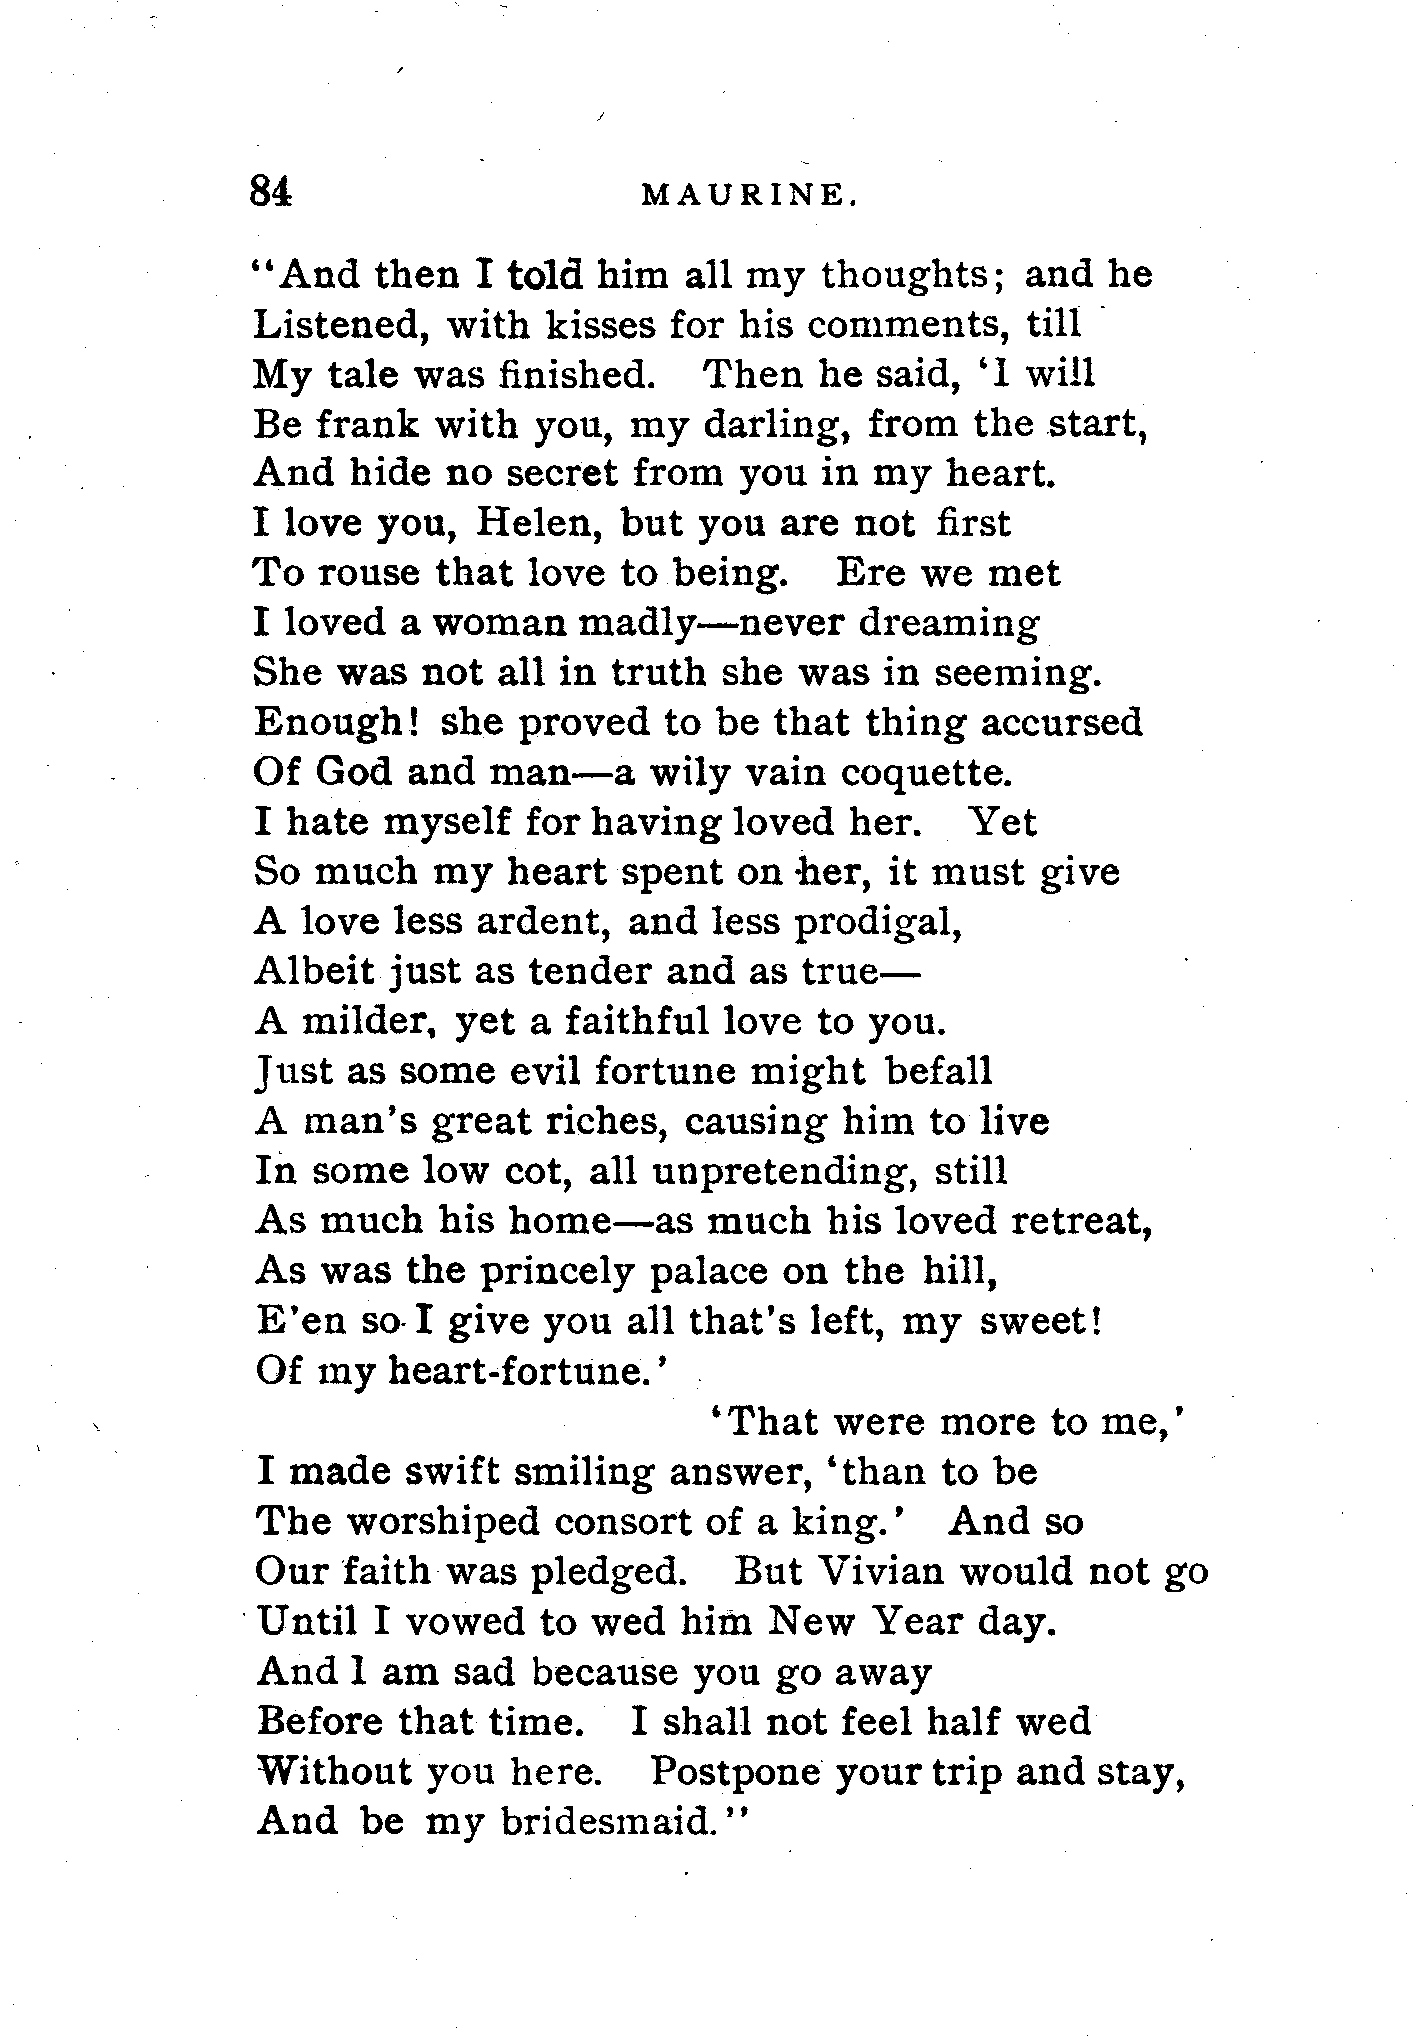 84 MAURINE.
“And then I told him all my thoughts; and he
Listened, with kisses for his comments, till
My tale was finished. Then he said, ‘I will
Be frank with you, my darling, from the start,
And hide no secret from you in my heart.
I love you, Helen, but you are not first
To rouse that love to being. Ere we met
I loved a woman madly—never dreaming
She was not all in truth she was in seeming.
Enough! she proved to be that thing accursed
Of God and man—a wily vain coquette.
I hate myself for having loved her. Yet
So much my heart spent on her, it must give
A love less ardent, and less prodigal,
Albeit just as tender and as true—
A milder, yet a faithful love to you.
Just as some evil fortune might befall
A man's great riches, causing him to live
In some low cot, all unpretending, still
As much his home—as much his loved retreat,
As was the princely palace on the hill,
E'en so I give you all that's left, my sweet!
Of my heart-fortune.’
‘That were more to me,’
I made swift smiling answer, ‘than to be
The worshiped consort of a king.’ And so
Our faith was pledged. But Vivian would not go
Until I vowed to wed him New Year day.
And I am sad because you go away
Before that time. I shall not feel half wed
Without you here. Postpone your trip and stay,
And be my bridesmaid.”